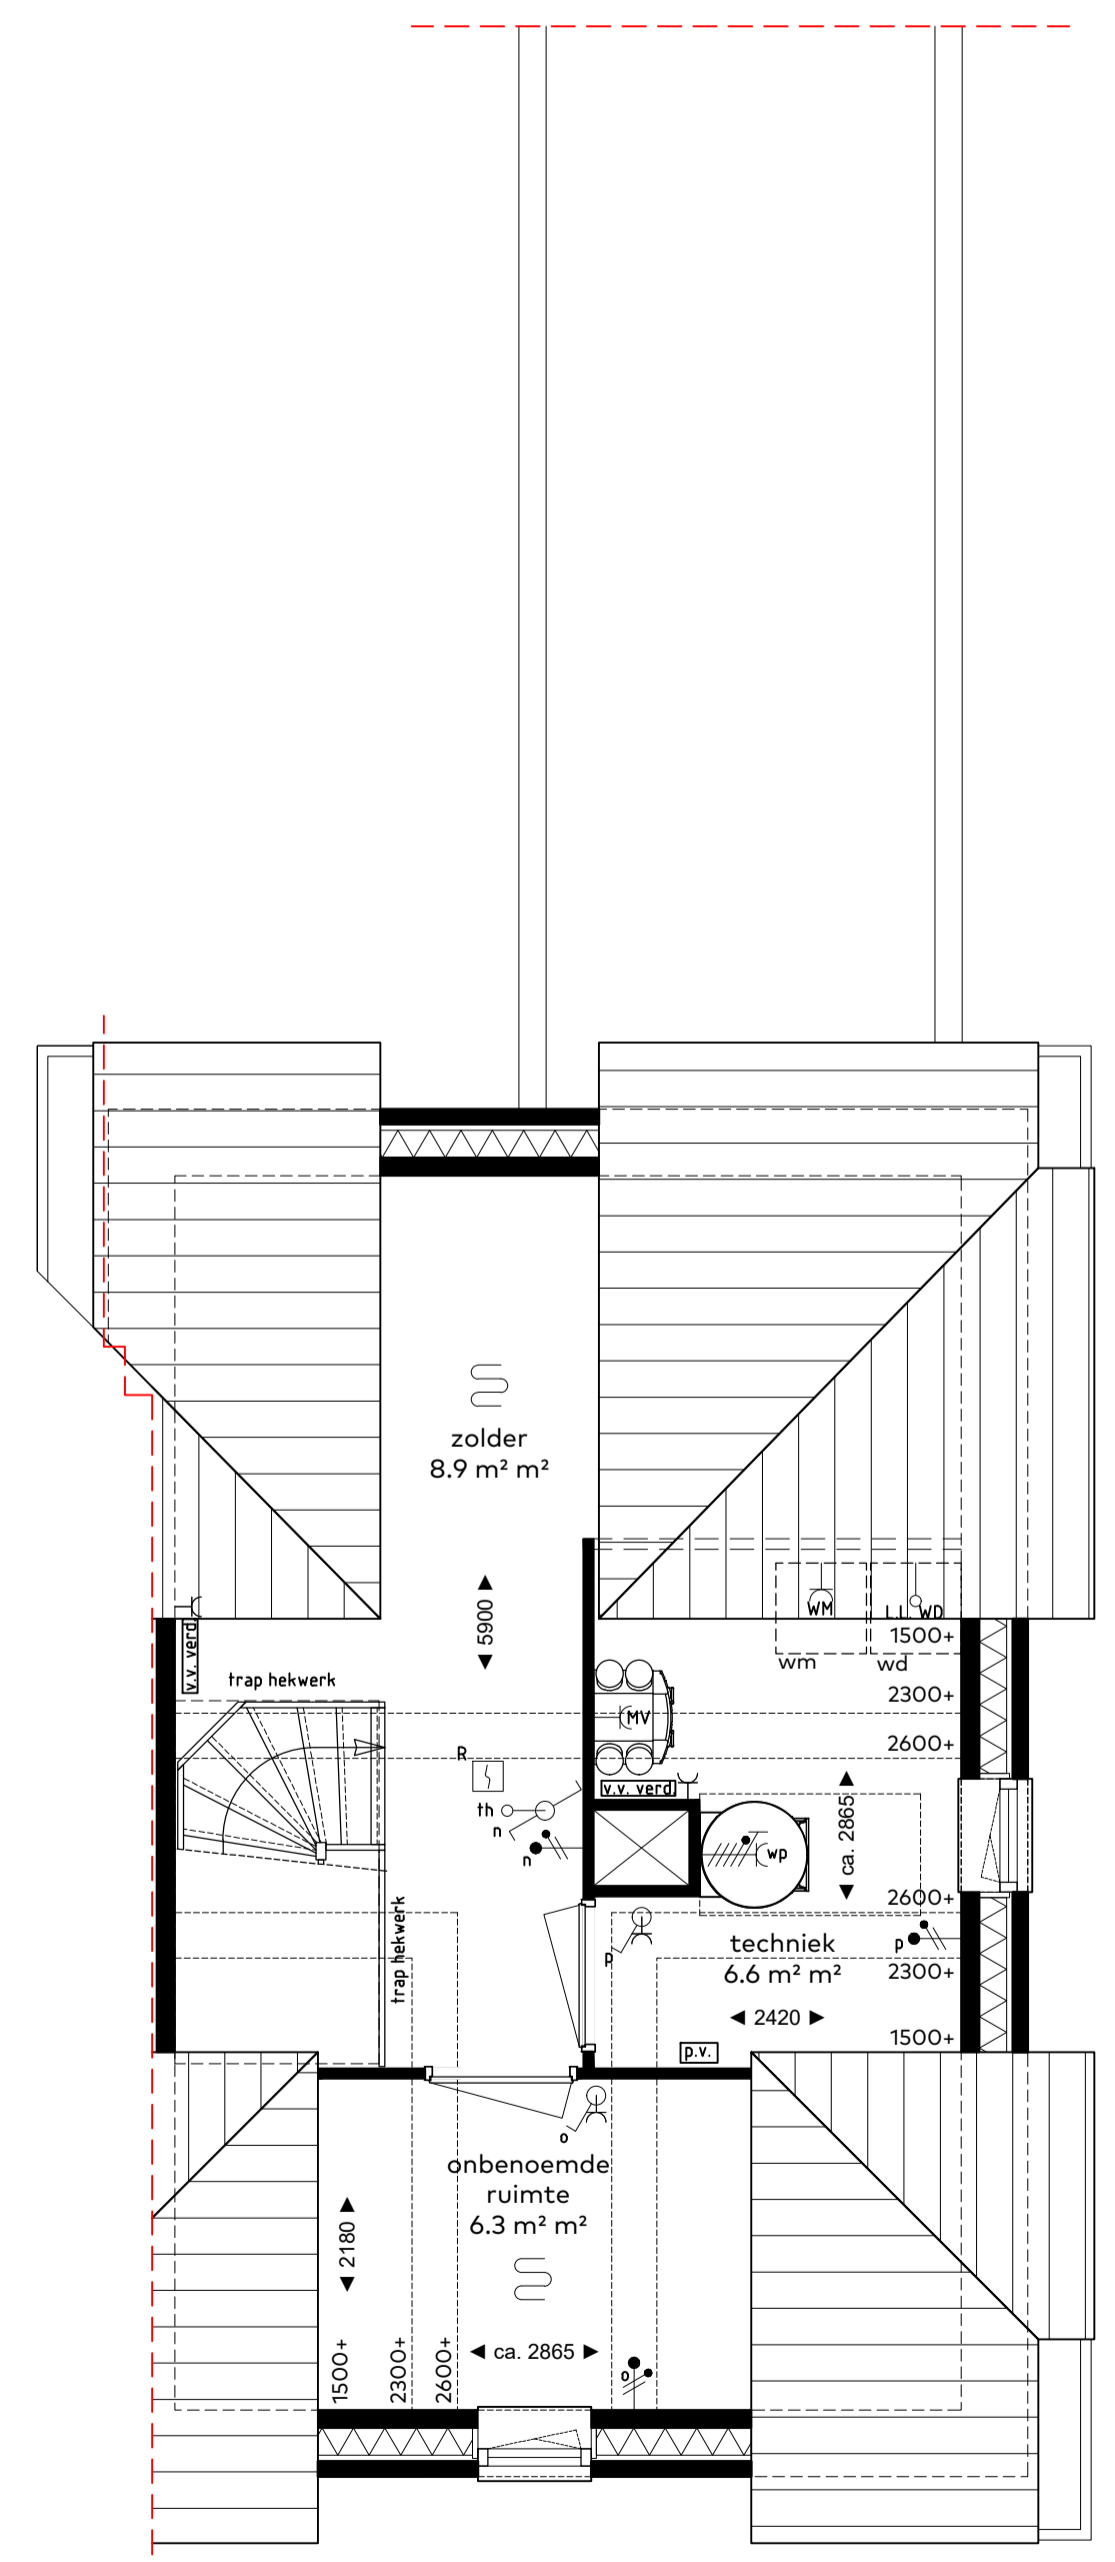 zolder
8.9 m² m²
5900
WM
L.L. WD
1500+
wm
wd
v.v. verd.
trap hekwerk
2300+
MV
2600+
R
v.v. verd
th
n
n
ca. 2865
wp
2600+
trap hekwerk
p
techniek
p
6.6 m² m²
2300+
2420
1500+
p.v.
o
onbenoemde
ruimte
6.3 m² m²
2180
ca. 2865
1500+
2300+
2600+
o